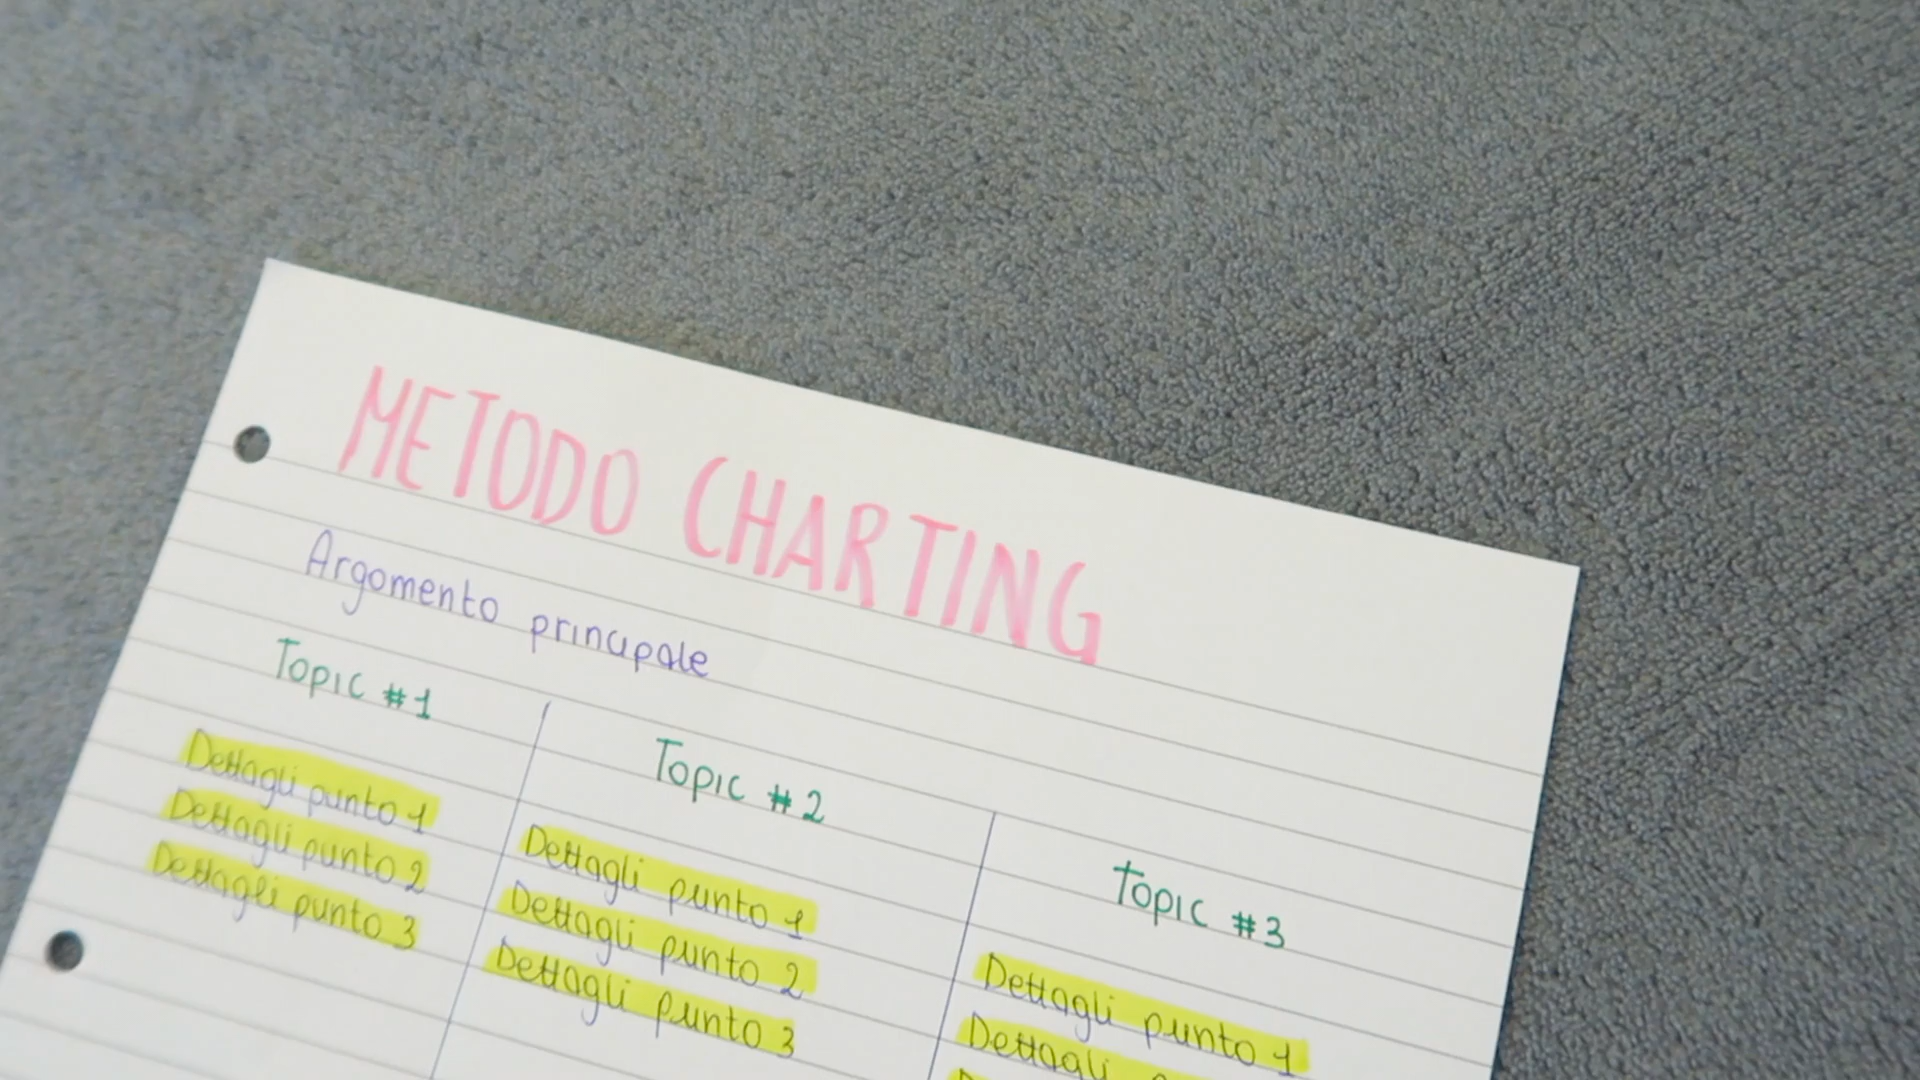 METODO CHARTING
Argomento principale
Topic #1
Dettagli punto 1
Dettagli punto 2
Dettagli punto 3
Topic #2
Dettagli punto 1
Dettagli punto 2
Dettagli punto 3
Topic #3
Dettagli punto 1
Dettagli